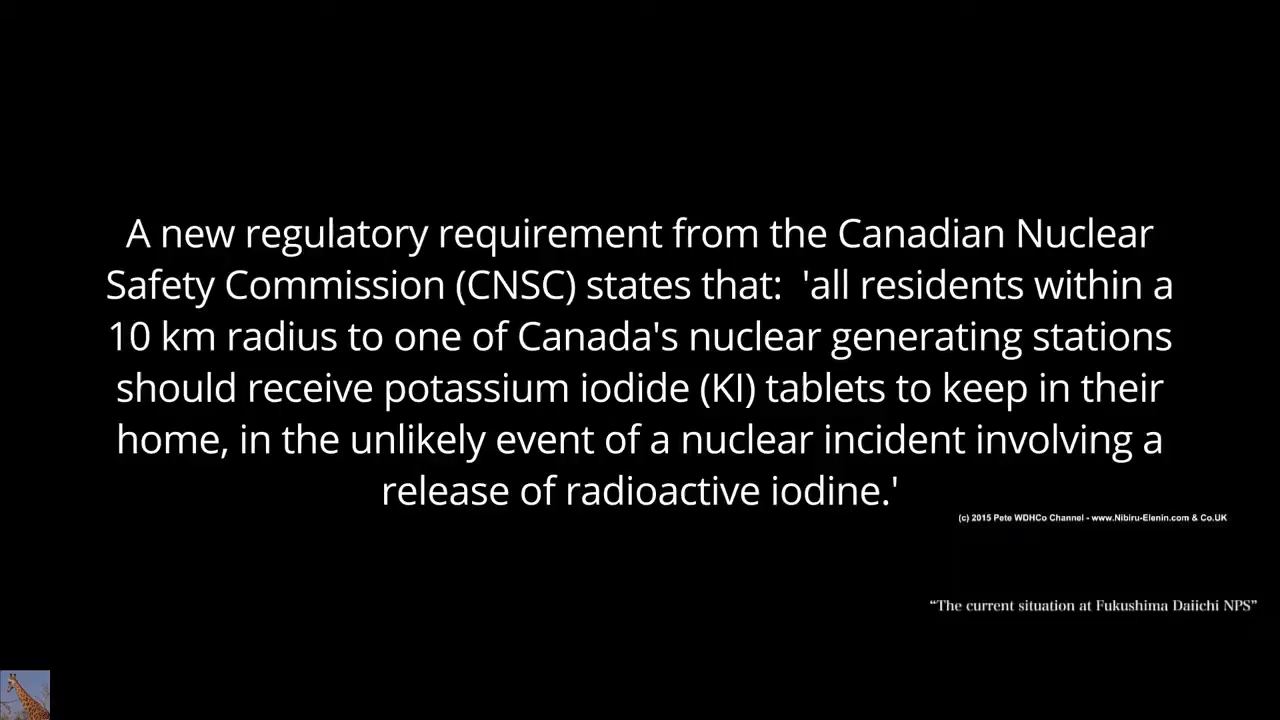 A new regulatory requirement from the Canadian Nuclear
Safety Commission (CNSC) states that:  'all residents within a
10 km radius to one of Canada's nuclear generating stations
should receive potassium iodide (KI) tablets to keep in their
home, in the unlikely event of a nuclear incident involving a
release of radioactive iodine.'
(c) 2015 Pete WDHCo Channel - www.Nibiru-Elenin.com & Co.UK
“The current situation at Fukushima Daiichi NPS”